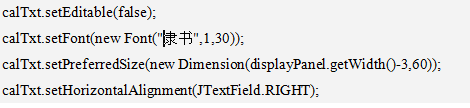 calTxt.setEditable(false);
calTxt.setFont(new Font("隶书",1,30));
calTxt.setPreferredSize(new Dimension(displayPanel.getWidth()-3,60));
calTxt.setHorizontalAlignment(JTextField.RIGHT);